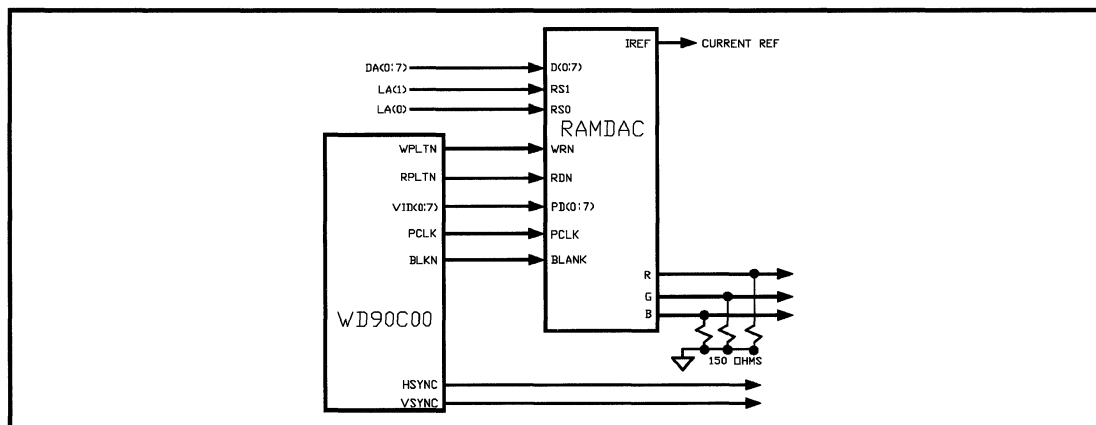 IREF
CURRENT REF
DA(0:7)
D(0:7)
LA(1)
RS1
LA(0)
RS0
RAMDAC
WPLTN
WRN
RPLTN
RDN
VID(0:7)
PD(0:7)
PCLK
PCLK
BLKN
BLANK
R
G
B
WD90C00
150 OHMS
HSYNC
VSYNC